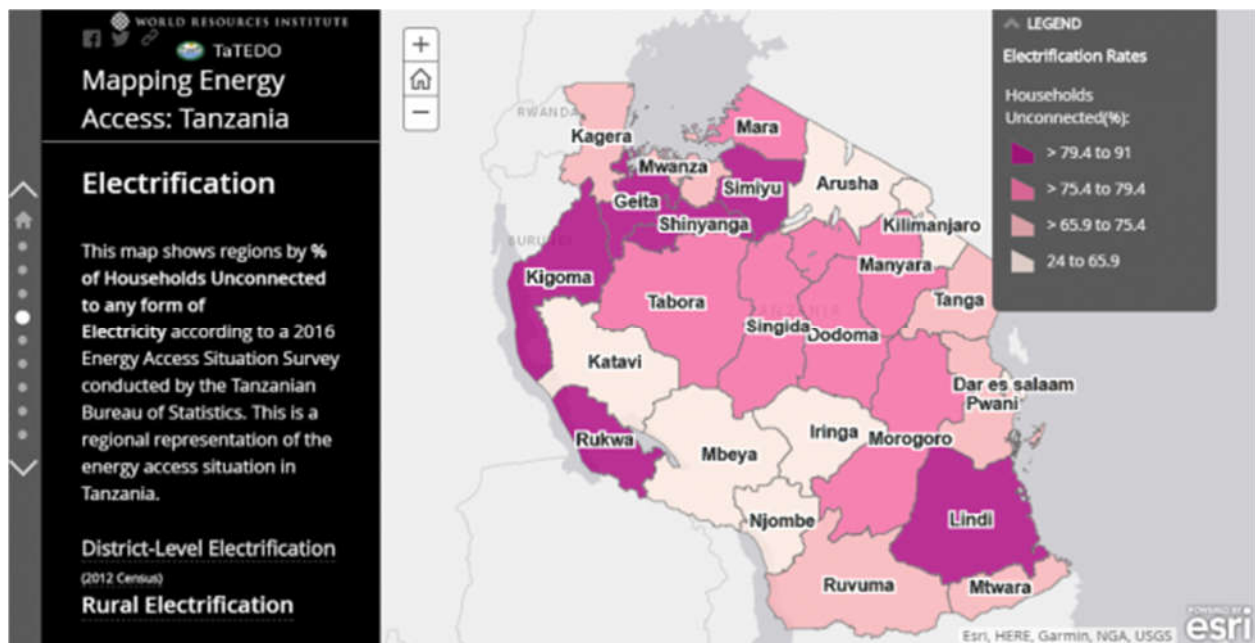 WORLD RESOURCES INSTITUTE
TaTEDO
Mapping Energy
Access: Tanzania
Electrification
This map shows regions by %
of Households Unconnected
to any form of
Electricity according to a 2016
Energy Access Situation Survey
conducted by the Tanzanian
Bureau of Statistics. This is a
regional representation of the
energy access situation in
Tanzania.
District-Level Electrification
(2012 Census)
Rural Electrification
+
−
LEGEND
Electrification Rates
Households
Unconnected(%):
> 79.4 to 91
> 75.4 to 79.4
> 65.9 to 75.4
24 to 65.9
RWANDA
Kagera
Mara
Mwanza
Simiyu
Arusha
Geita
Shinyanga
Kilimanjaro
BURUNDI
Kigoma
Manyara
Tabora
Tanga
TANZANIA
Singida
Dodoma
Katavi
Dar es salaam
Pwani
Rukwa
Mbeya
Iringa
Morogoro
Njombe
Lindi
Ruvuma
Mtwara
Esri, HERE, Garmin, NGA, USGS
POWERED BY
esri